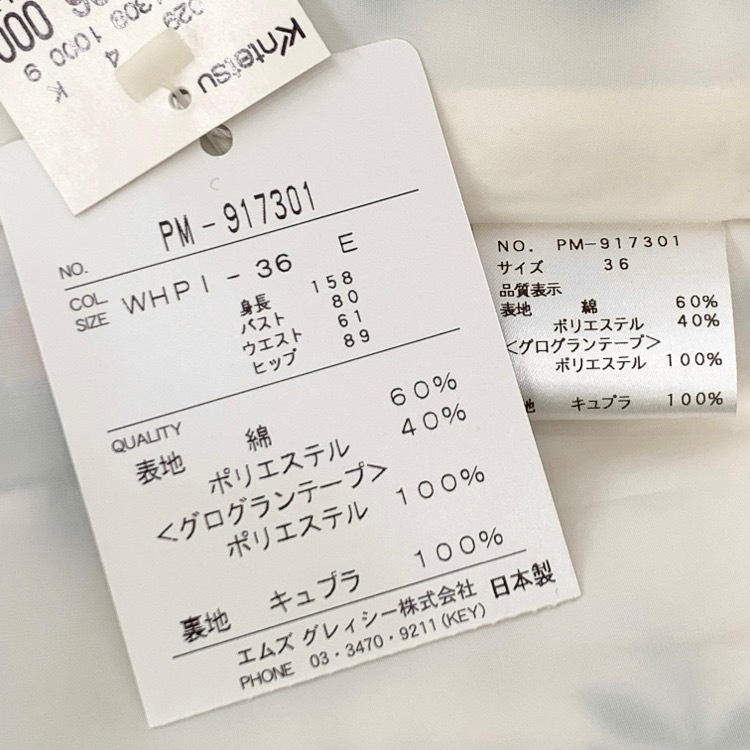 Kintetsu
NO. PM-917301
COL WHPI-36 E
SIZE
身長 158
バスト 80
ウエスト 61
ヒップ 89
QUALITY
表地 綿 60%
ポリエステル 40%
<グログランテープ>
ポリエステル 100%
裏地 キュプラ 100%
エムズ グレィシー株式会社 日本製
PHONE 03・3470・9211(KEY)
NO. PM-917301
サイズ 36
品質表示
表地 綿 60%
ポリエステル 40%
<グログランテープ>
ポリエステル 100%
地 キュプラ 100%